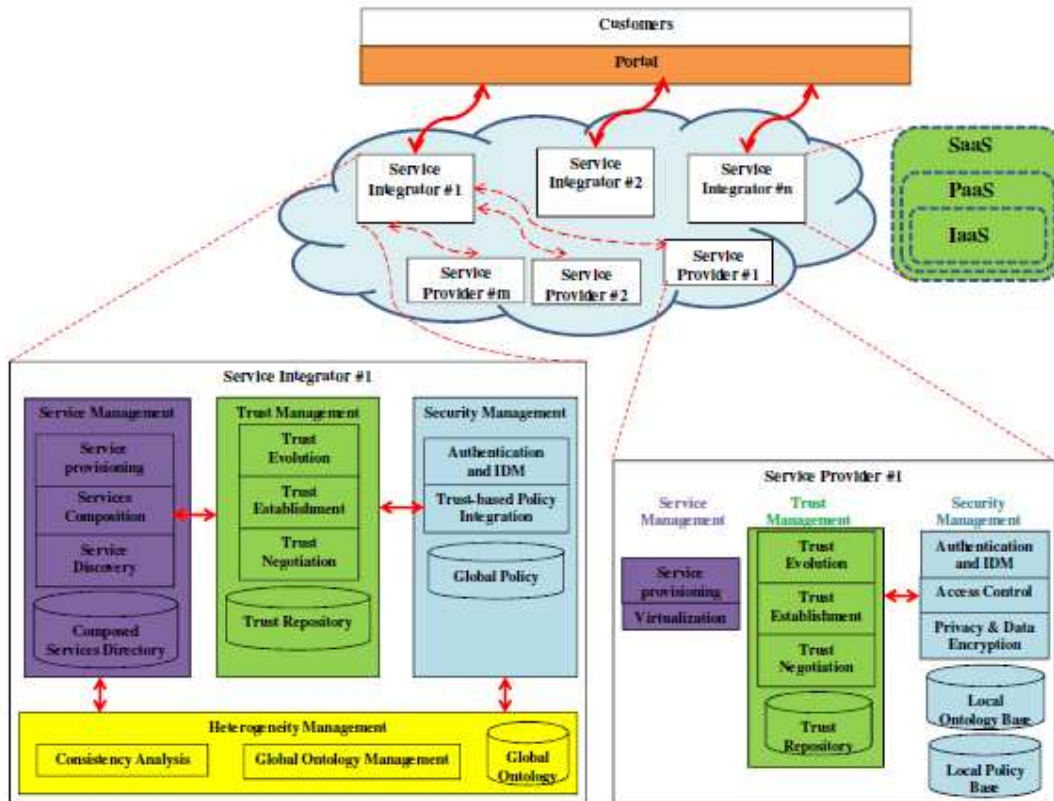 Customers
Portal
Service
Integrator #1
Service
Integrator #2
Service
Integrator #n
Service
Provider #m
Service
Provider #2
Service
Provider #1
SaaS
PaaS
IaaS
Service Integrator #1
Service Management
Service
provisioning
Services
Composition
Service
Discovery
Composed
Services Directory
Trust Management
Trust
Evolution
Trust
Establishment
Trust
Negotiation
Trust Repository
Security Management
Authentication
and IDM
Trust-based Policy
Integration
Global Policy
Heterogeneity Management
Consistency Analysis
Global Ontology Management
Global
Ontology
Service Provider #1
Service
Management
Service
provisioning
Virtualization
Trust
Management
Trust
Evolution
Trust
Establishment
Trust
Negotiation
Trust
Repository
Security
Management
Authentication
and IDM
Access Control
Privacy & Data
Encryption
Local
Ontology Base
Local Policy
Base